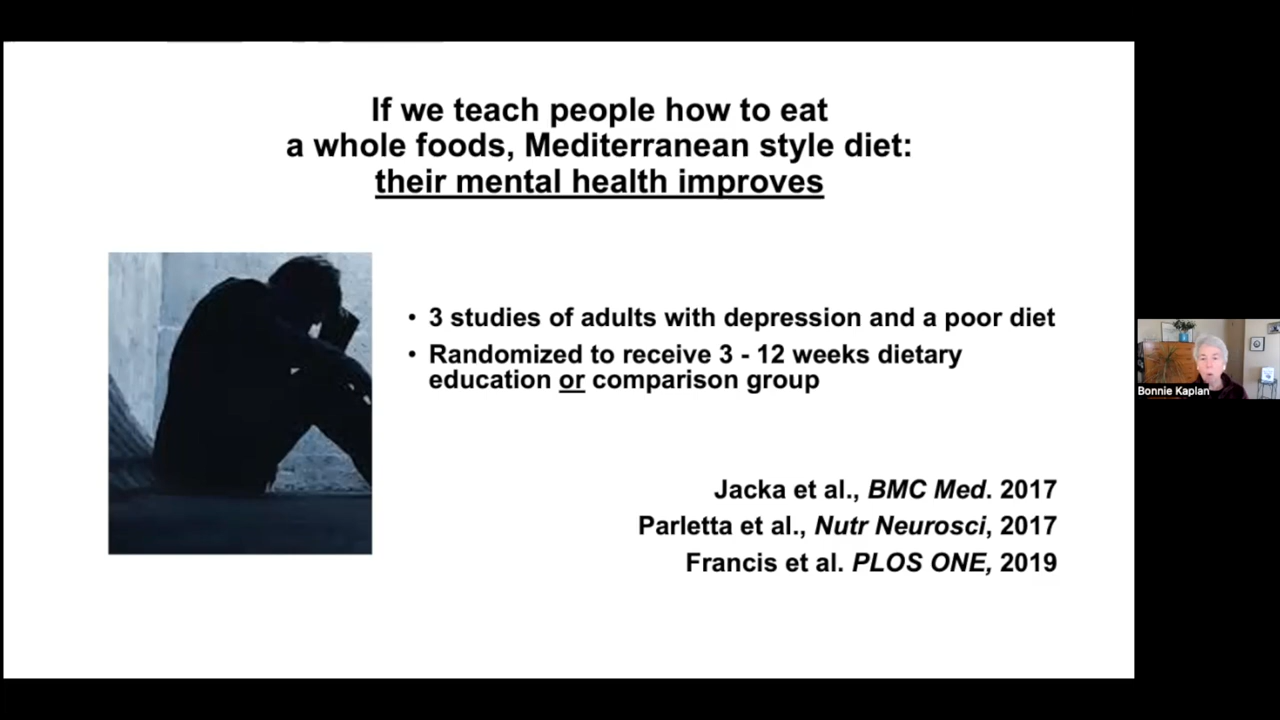 If we teach people how to eat
a whole foods, Mediterranean style diet:
their mental health improves
• 3 studies of adults with depression and a poor diet
• Randomized to receive 3 - 12 weeks dietary
education or comparison group
Jacka et al., BMC Med. 2017
Parletta et al., Nutr Neurosci, 2017
Francis et al. PLOS ONE, 2019
Bonnie Kaplan